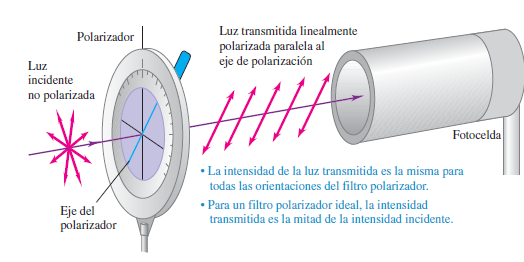 Polarizador
Luz
incidente
no polarizada
Luz transmitida linealmente
polarizada paralela al
eje de polarización
Fotocelda
Eje del
polarizador
• La intensidad de la luz transmitida es la misma para
todas las orientaciones del filtro polarizador.
• Para un filtro polarizador ideal, la intensidad
transmitida es la mitad de la intensidad incidente.